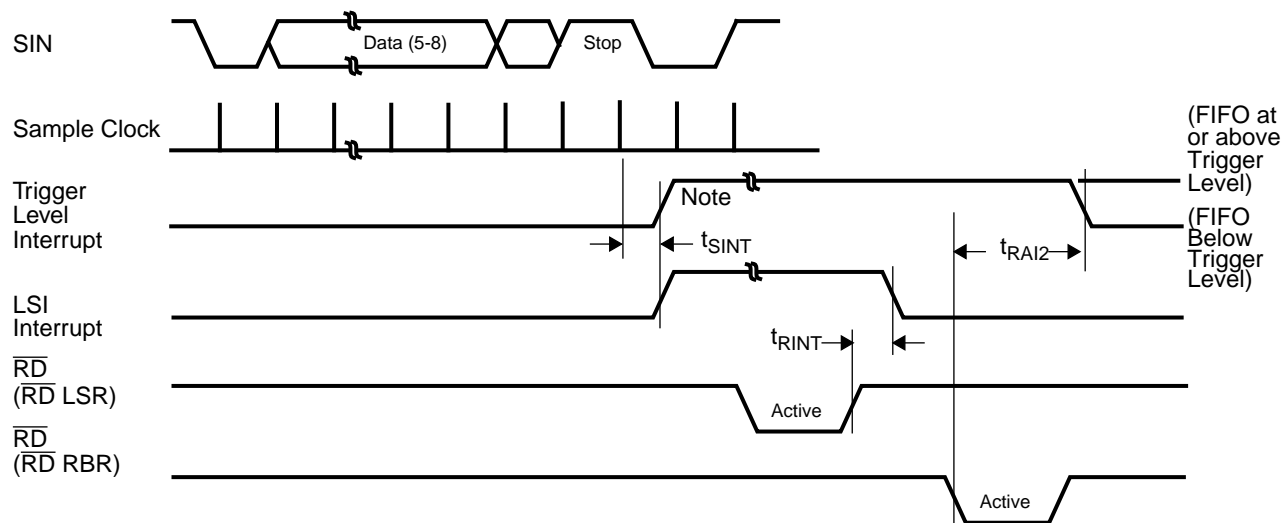 SIN
Data (5-8)
Stop
Sample Clock
(FIFO at
or above
Trigger
Level)
Trigger
Level
Interrupt
Note
tSINT
(FIFO
Below
Trigger
Level)
tRAI2
LSI
Interrupt
tRINT
RD
(RD LSR)
Active
RD
(RD RBR)
Active